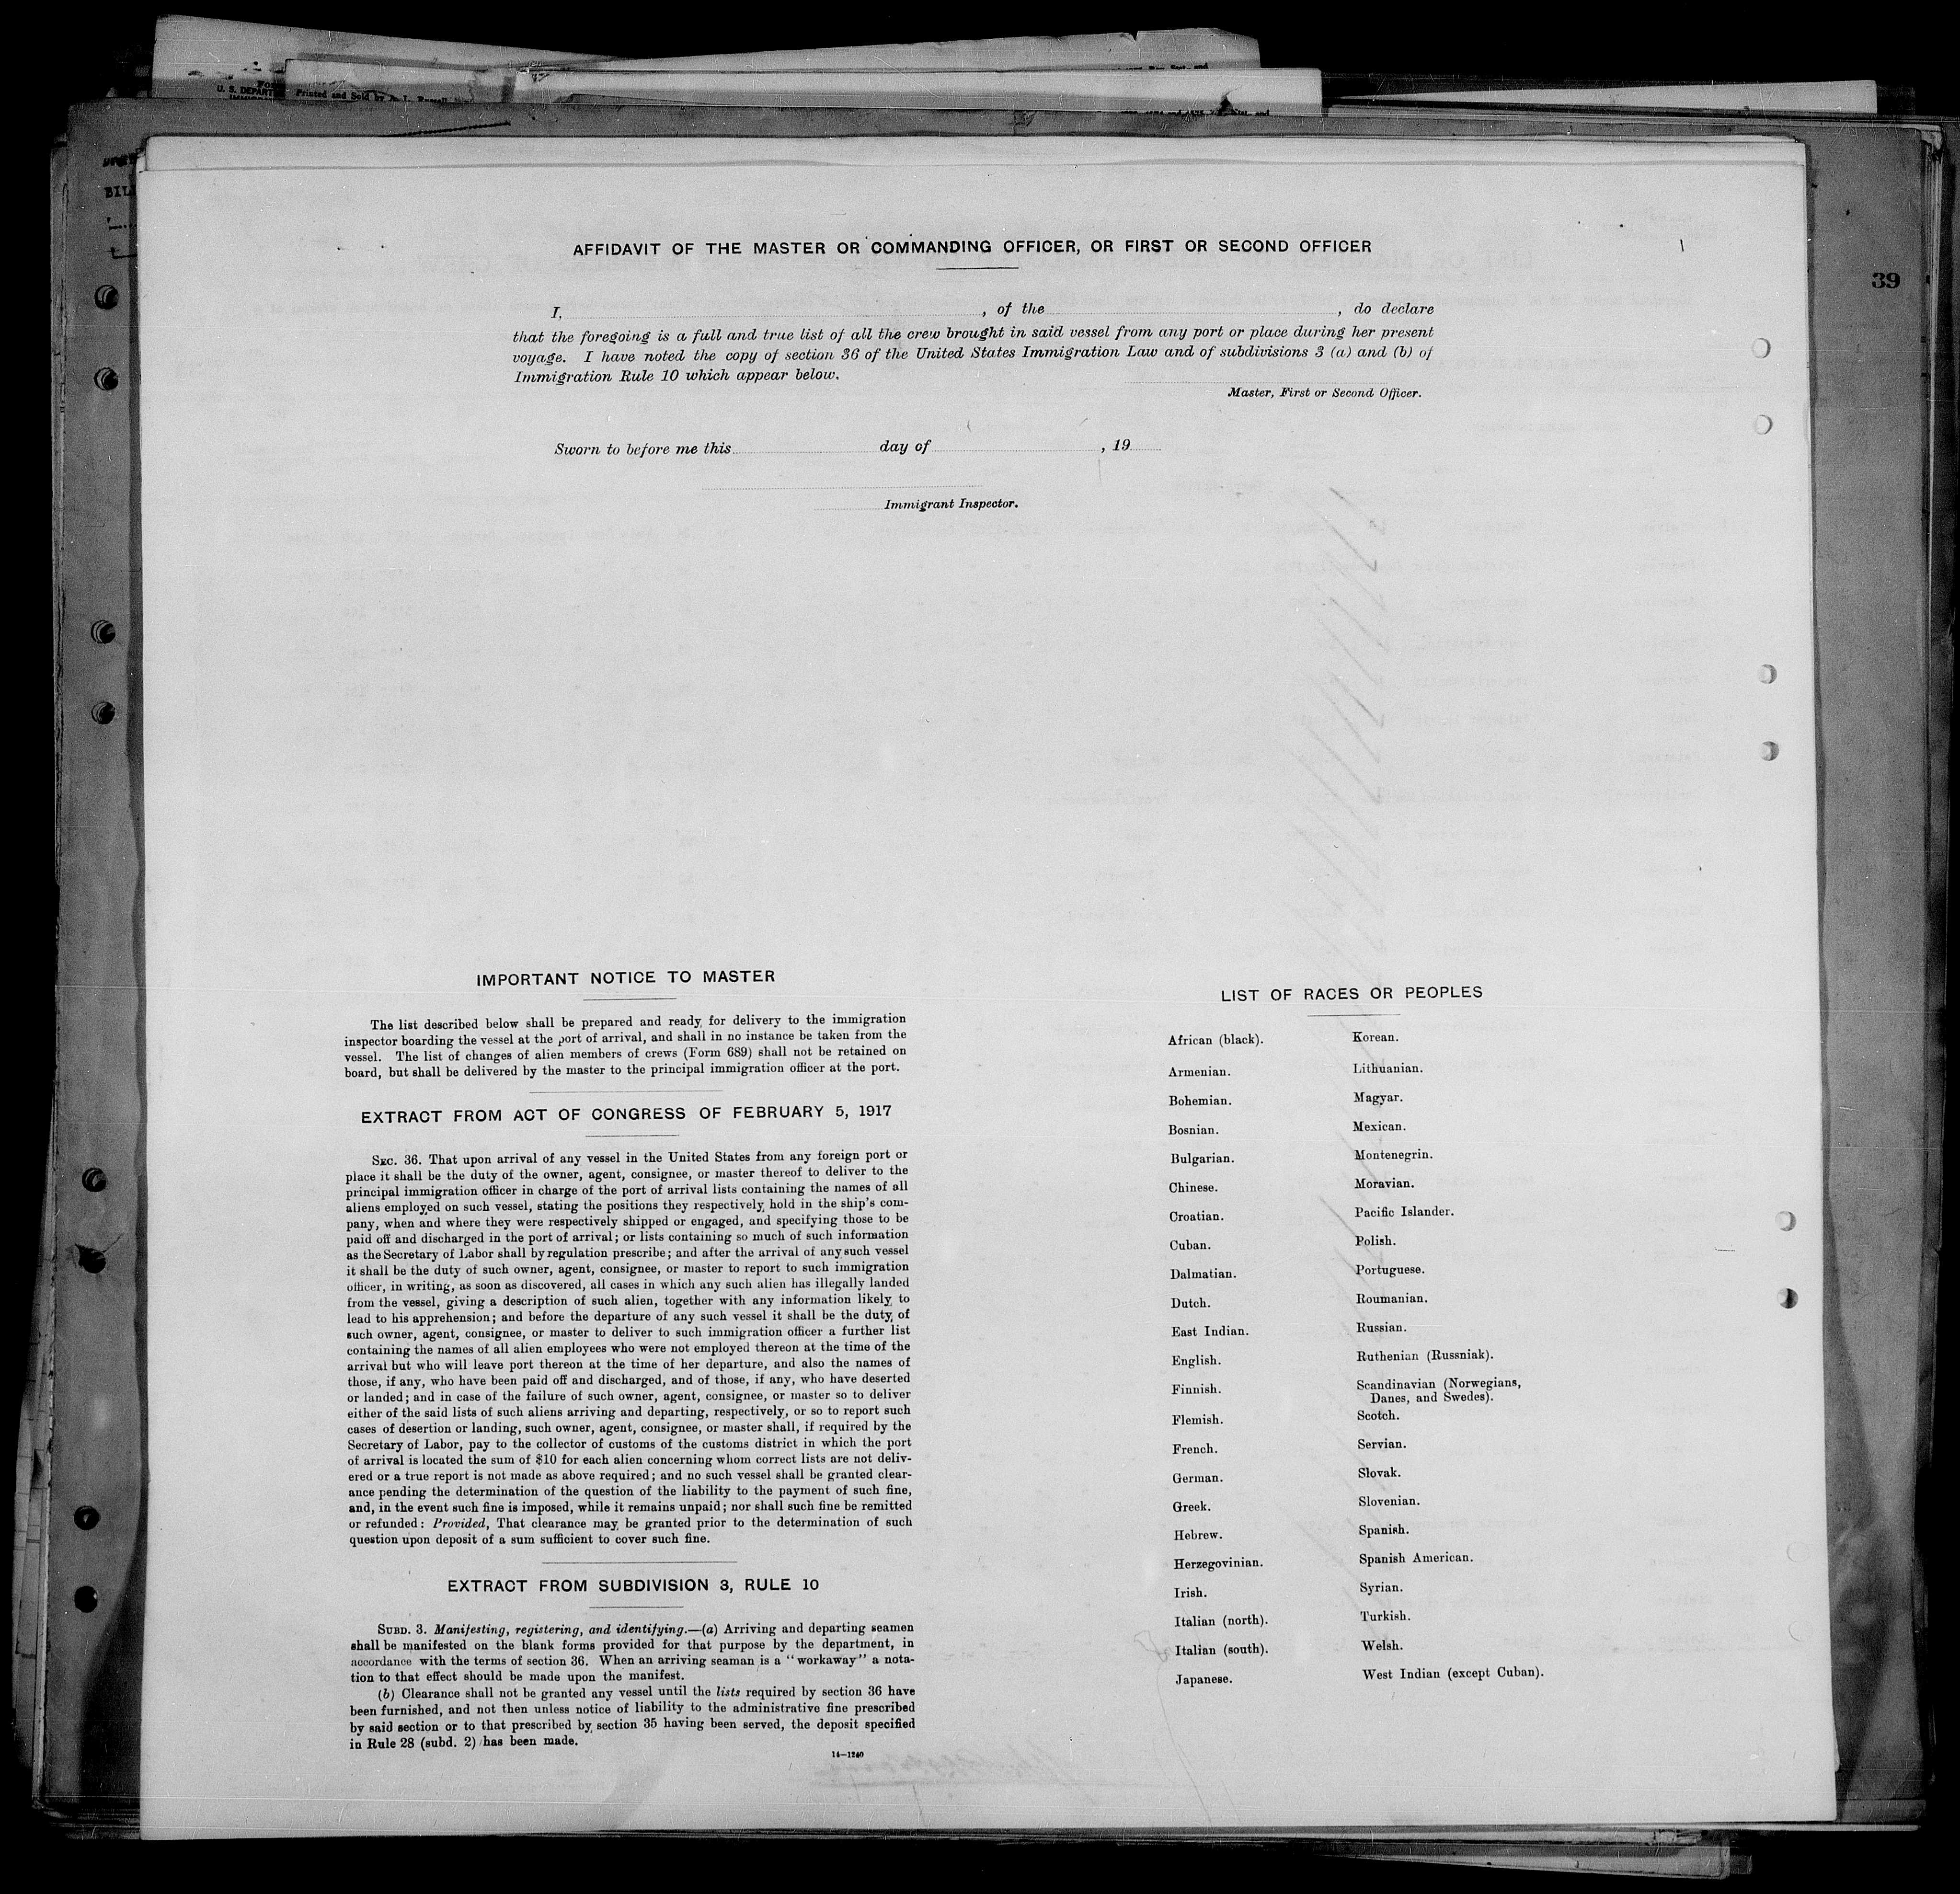 U. S. DEPART
Printed and Sold by
BILL
39
AFFIDAVIT OF THE MASTER OR COMMANDING OFFICER, OR FIRST OR SECOND OFFICER
I, , of the , do declare
that the foregoing is a full and true list of all the crew brought in said vessel from any port or place during her present
voyage. I have noted the copy of section 36 of the United States Immigration Law and of subdivisions 3 (a) and (b) of
Immigration Rule 10 which appear below.
Master, First or Second Officer.
Sworn to before me this day of , 19
Immigrant Inspector.
IMPORTANT NOTICE TO MASTER
The list described below shall be prepared and ready for delivery to the immigration
inspector boarding the vessel at the port of arrival, and shall in no instance be taken from the
vessel. The list of changes of alien members of crews (Form 689) shall not be retained on
board, but shall be delivered by the master to the principal immigration officer at the port.
EXTRACT FROM ACT OF CONGRESS OF FEBRUARY 5, 1917
SEC. 36. That upon arrival of any vessel in the United States from any foreign port or
place it shall be the duty of the owner, agent, consignee, or master thereof to deliver to the
principal immigration officer in charge of the port of arrival lists containing the names of all
aliens employed on such vessel, stating the positions they respectively hold in the ship's com-
pany, when and where they were respectively shipped or engaged, and specifying those to be
paid off and discharged in the port of arrival; or lists containing so much of such information
as the Secretary of Labor shall by regulation prescribe; and after the arrival of any such vessel
it shall be the duty of such owner, agent, consignee, or master to report to such immigration
officer, in writing, as soon as discovered, all cases in which any such alien has illegally landed
from the vessel, giving a description of such alien, together with any information likely to
lead to his apprehension; and before the departure of any such vessel it shall be the duty of
such owner, agent, consignee, or master to deliver to such immigration officer a further list
containing the names of all alien employees who were not employed thereon at the time of the
arrival but who will leave port thereon at the time of her departure, and also the names of
those, if any, who have been paid off and discharged, and of those, if any, who have deserted
or landed; and in case of the failure of such owner, agent, consignee, or master so to deliver
either of the said lists of such aliens arriving and departing, respectively, or so to report such
cases of desertion or landing, such owner, agent, consignee, or master shall, if required by the
Secretary of Labor, pay to the collector of customs of the customs district in which the port
of arrival is located the sum of $10 for each alien concerning whom correct lists are not deliv-
ered or a true report is not made as above required; and no such vessel shall be granted clear-
ance pending the determination of the question of the liability to the payment of such fine,
and, in the event such fine is imposed, while it remains unpaid; nor shall such fine be remitted
or refunded: Provided, That clearance may be granted prior to the determination of such
question upon deposit of a sum sufficient to cover such fine.
EXTRACT FROM SUBDIVISION 3, RULE 10
SUBD. 3. Manifesting, registering, and identifying.—(a) Arriving and departing seamen
shall be manifested on the blank forms provided for that purpose by the department, in
accordance with the terms of section 36. When an arriving seaman is a "workaway" a nota-
tion to that effect should be made upon the manifest.
(b) Clearance shall not be granted any vessel until the lists required by section 36 have
been furnished, and not then unless notice of liability to the administrative fine prescribed
by said section or to that prescribed by section 35 having been served, the deposit specified
in Rule 28 (subd. 2) has been made.
14—1240
LIST OF RACES OR PEOPLES
African (black).
Armenian.
Bohemian.
Bosnian.
Bulgarian.
Chinese.
Croatian.
Cuban.
Dalmatian.
Dutch.
East Indian.
English.
Finnish.
Flemish.
French.
German.
Greek.
Hebrew.
Herzegovinian.
Irish.
Italian (north).
Italian (south).
Japanese.
Korean.
Lithuanian.
Magyar.
Mexican.
Montenegrin.
Moravian.
Pacific Islander.
Polish.
Portuguese.
Roumanian.
Russian.
Ruthenian (Russniak).
Scandinavian (Norwegians,
Danes, and Swedes).
Scotch.
Servian.
Slovak.
Slovenian.
Spanish.
Spanish American.
Syrian.
Turkish.
Welsh.
West Indian (except Cuban).